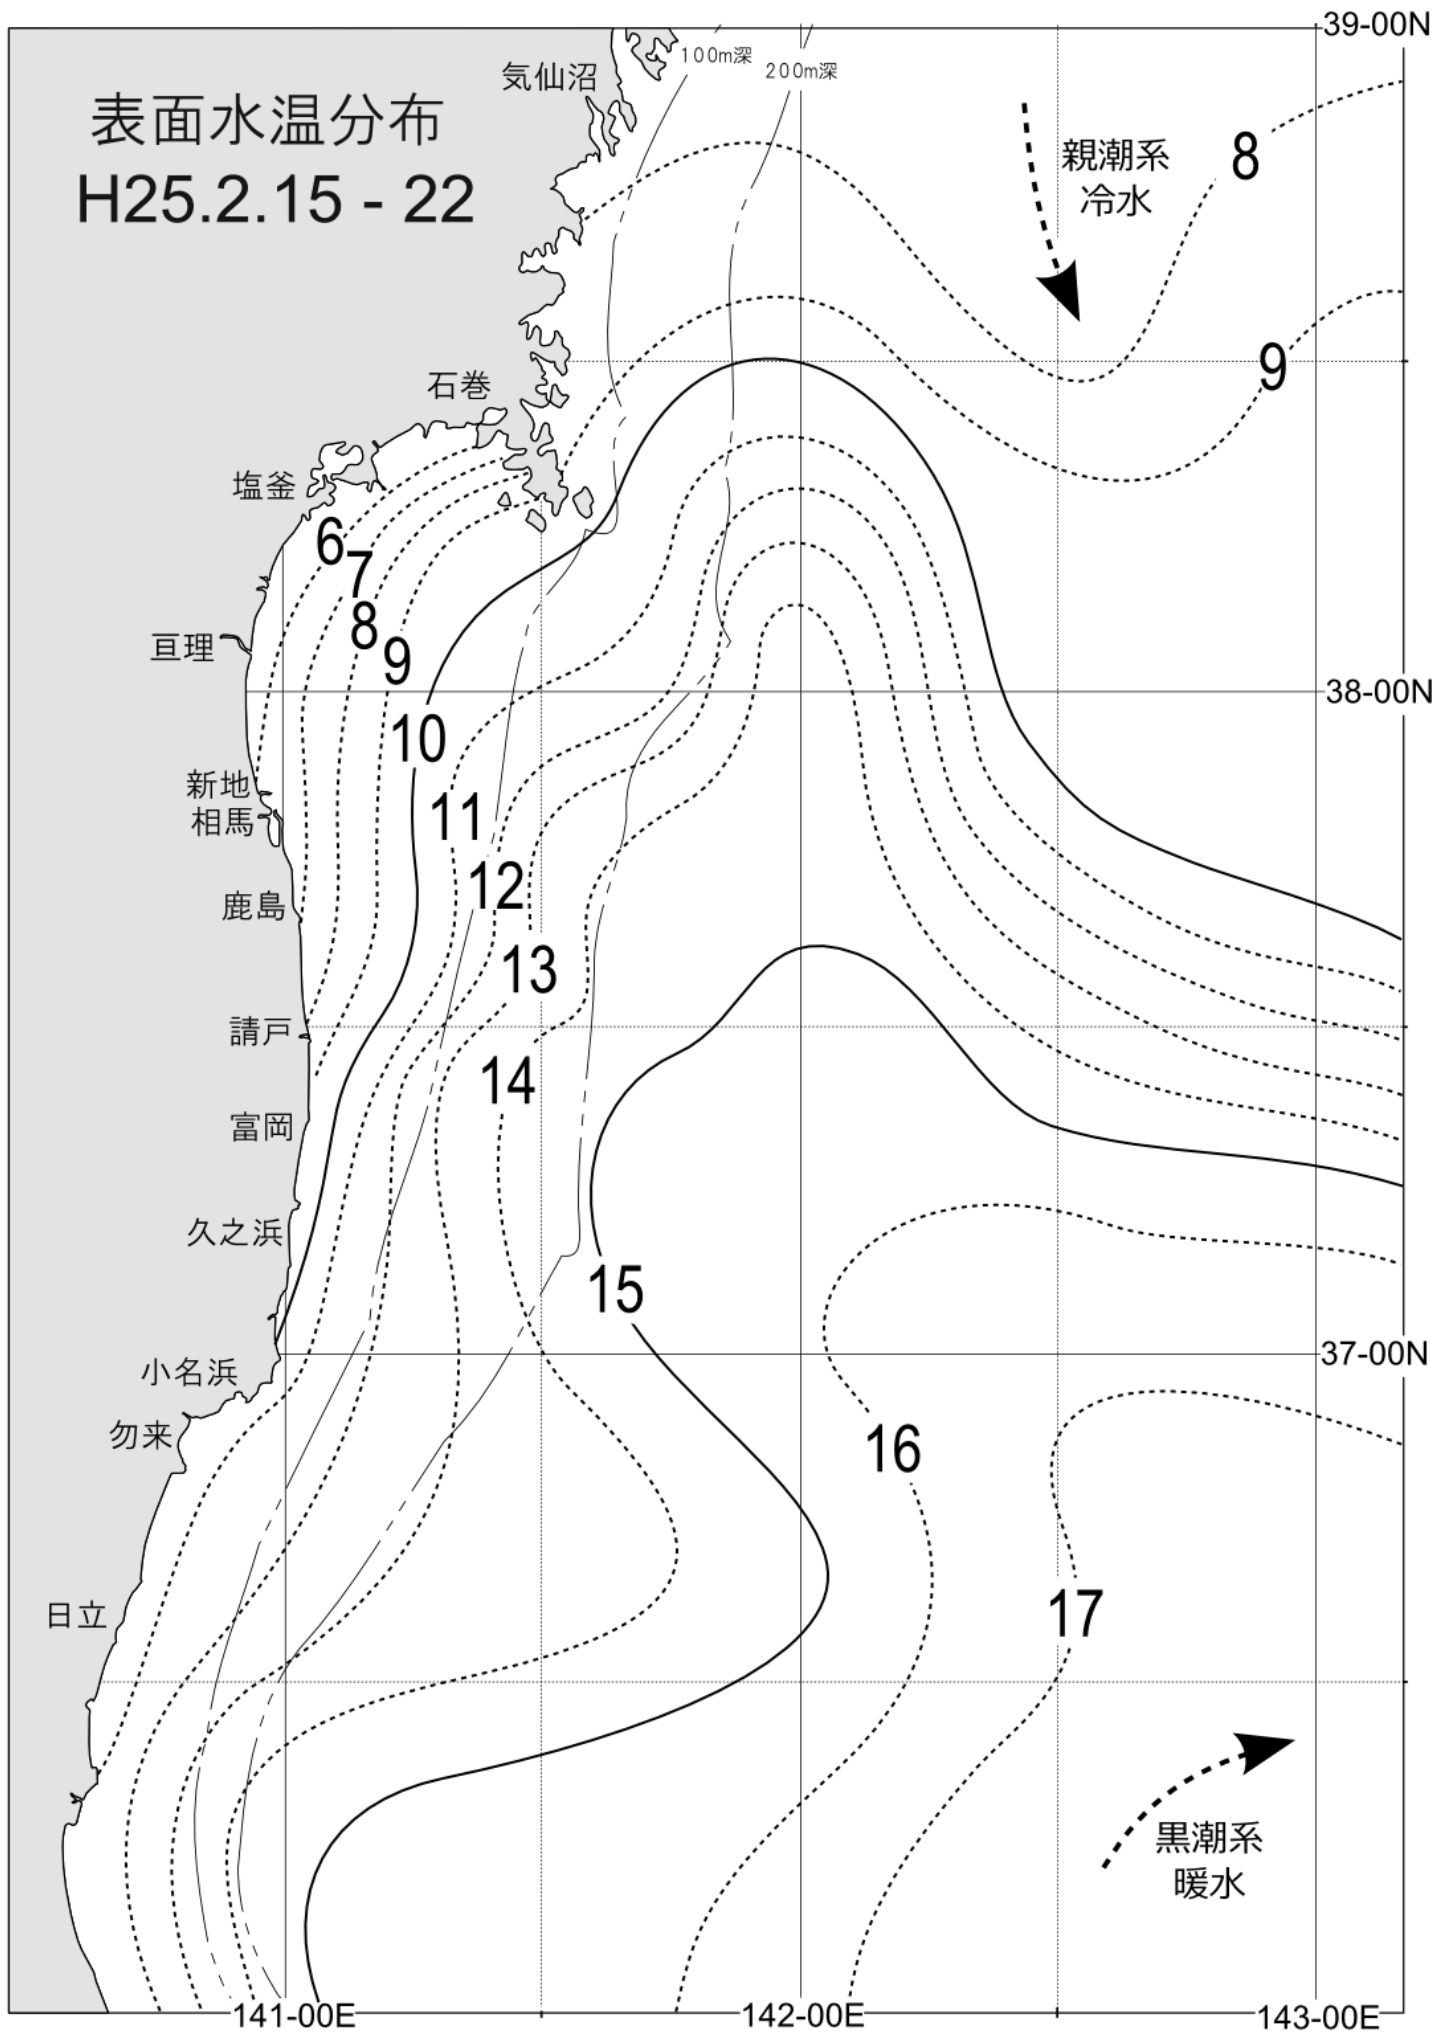 39-00N
100m深
200m深
気仙沼
表面水温分布
H25.2.15 - 22
親潮系
冷水
8
9
石巻
塩釜
6
7
8
9
亘理
38-00N
10
新地
相馬
11
12
鹿島
13
請戸
14
富岡
久之浜
15
37-00N
小名浜
勿来
16
日立
17
黒潮系
暖水
141-00E
142-00E
143-00E